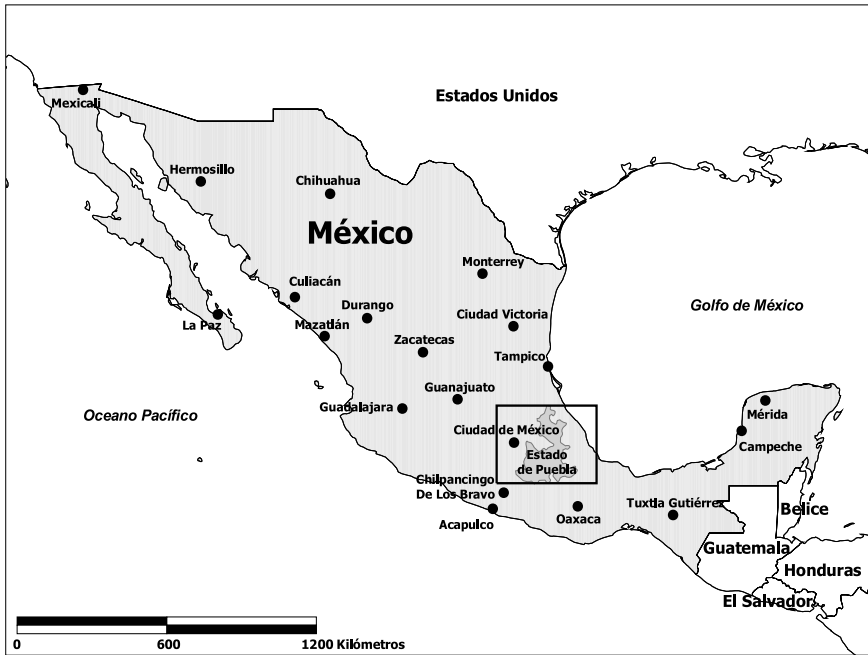 Estados Unidos
Mexicali
Hermosillo
Chihuahua
México
Monterrey
Culiacán
Durango
Ciudad Victoria
Golfo de México
La Paz
Mazatlán
Zacatecas
Tampico
Guanajuato
Guadalajara
Mérida
Oceano Pacífico
Ciudad de México
Campeche
Estado
de Puebla
Chilpancingo
De Los Bravo
Tuxtla Gutiérrez
Belice
Acapulco
Oaxaca
Guatemala
Honduras
El Salvador
0 600 1200 Kilómetros